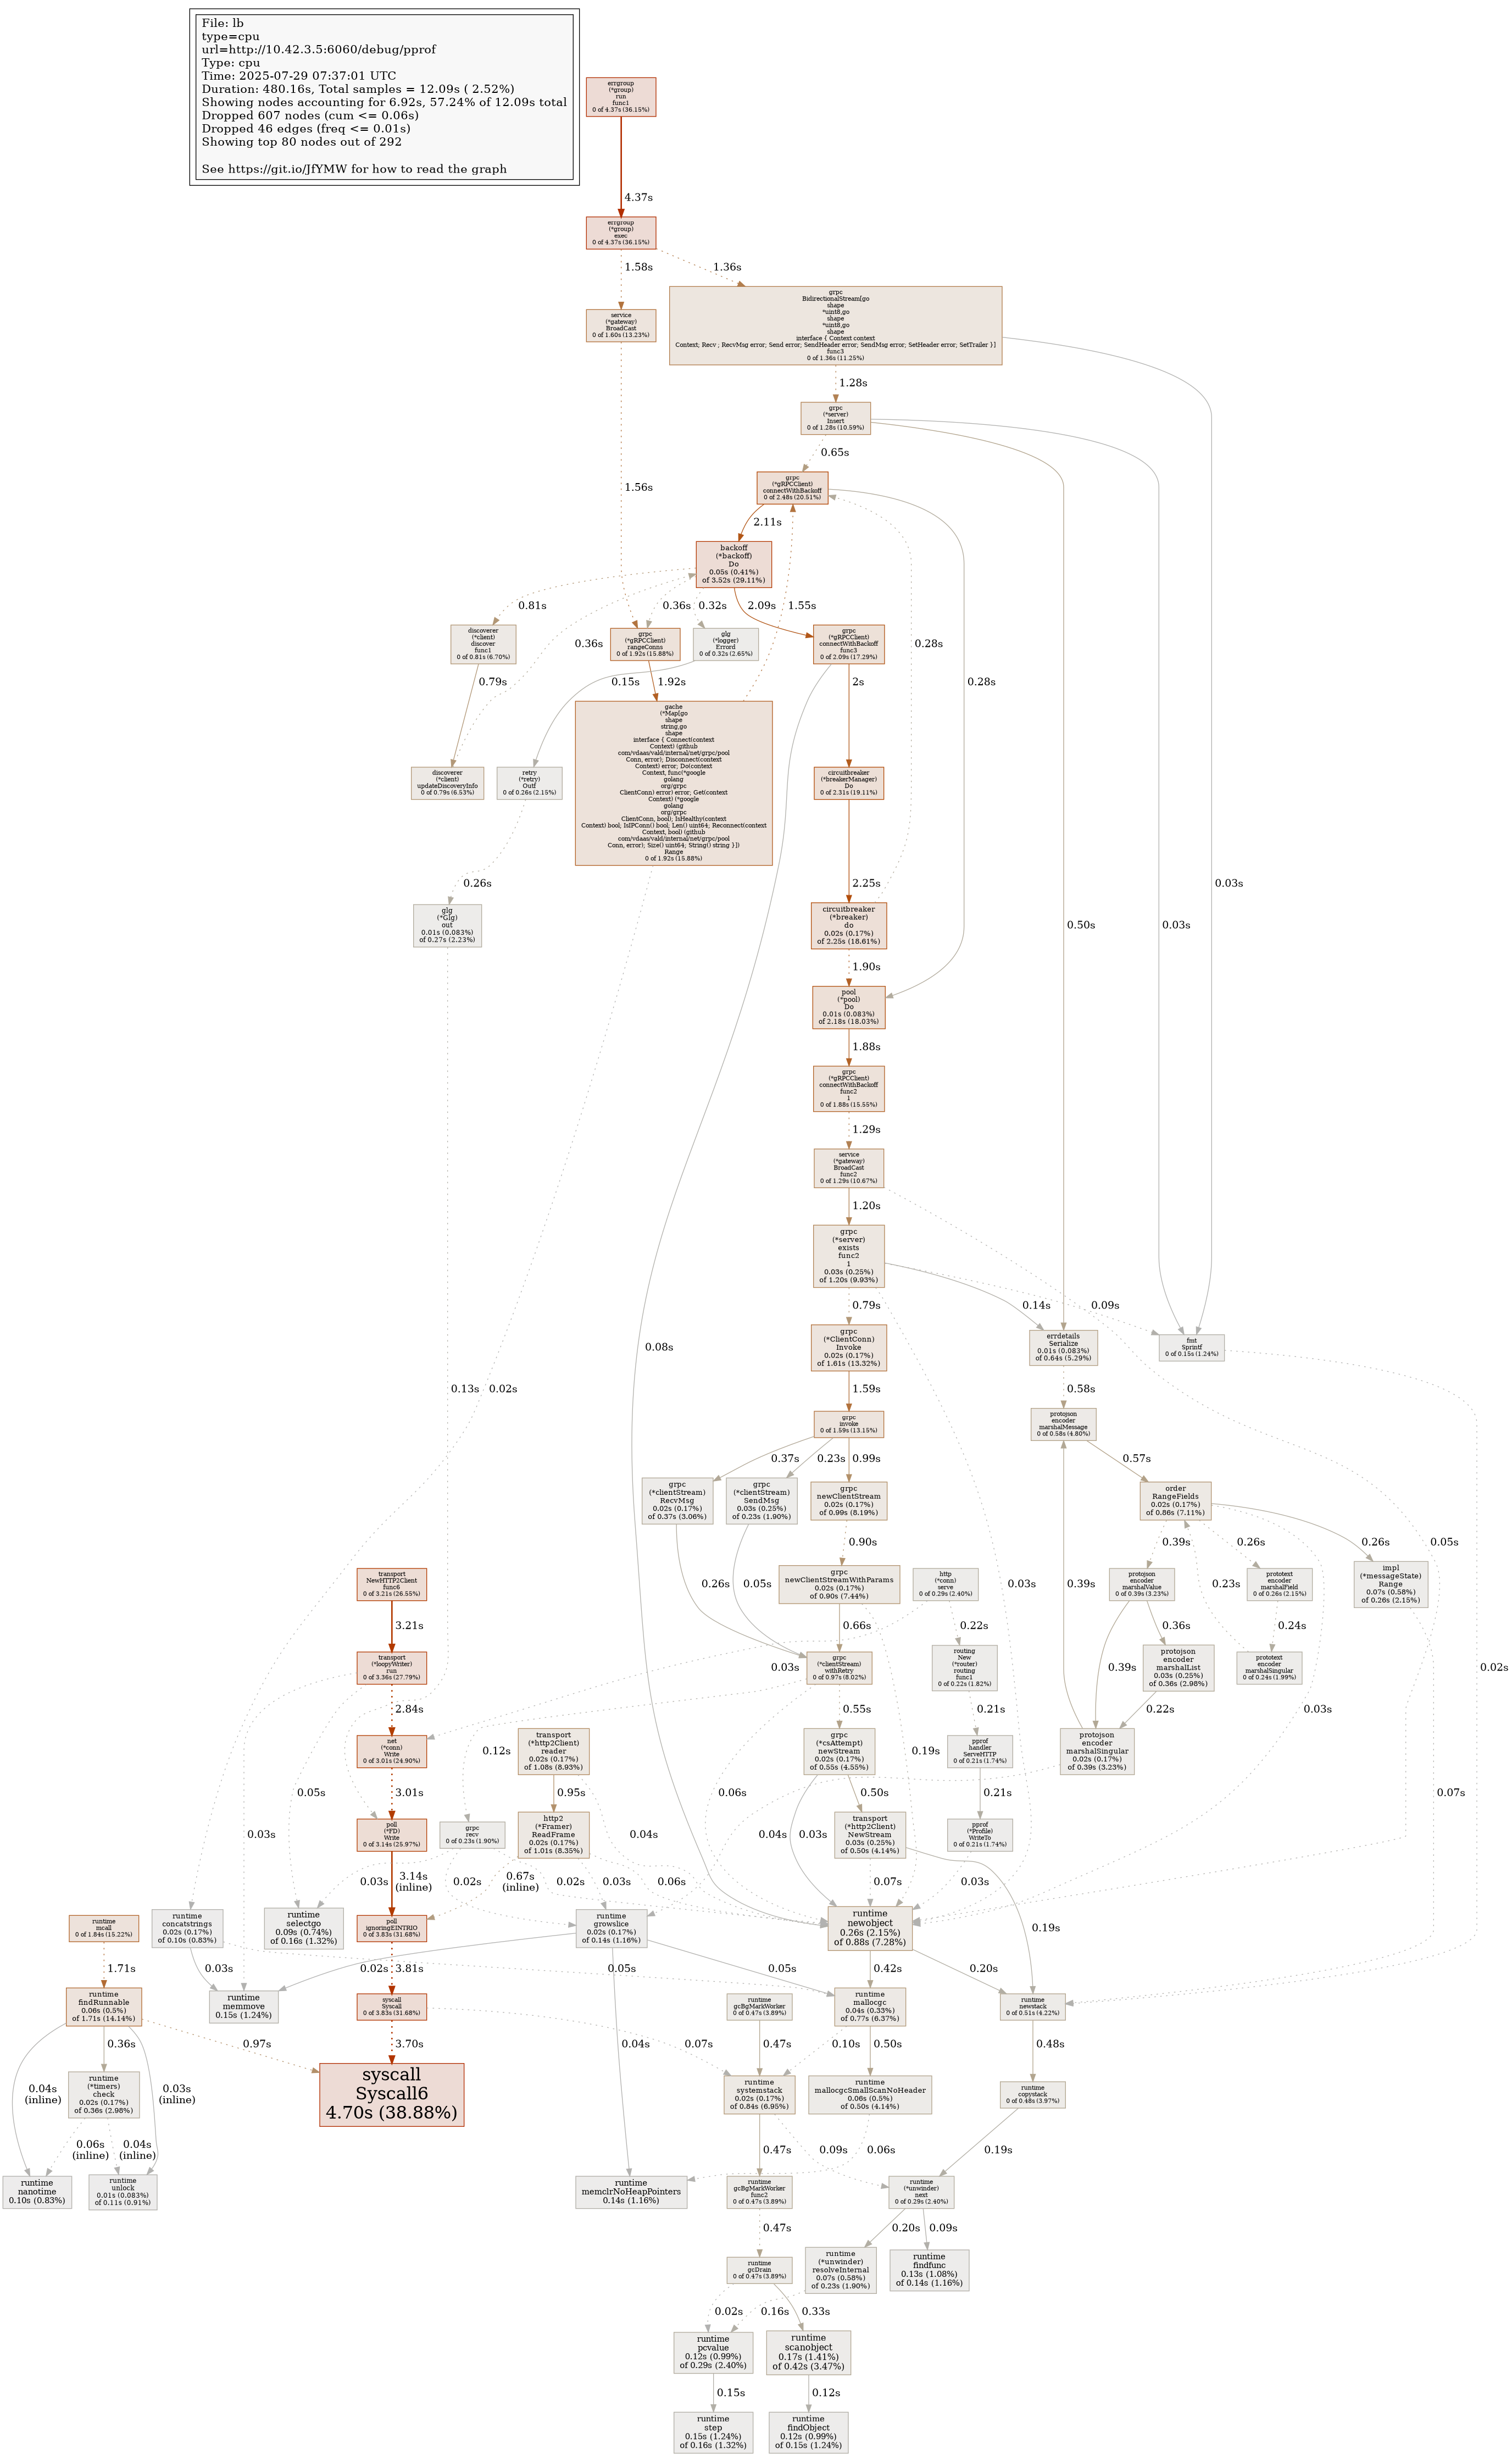 File: lb
type=cpu
url=http://10.42.3.5:6060/debug/pprof
Type: cpu
Time: 2025-07-29 07:37:01 UTC
Duration: 480.16s, Total samples = 12.09s ( 2.52%)
Showing nodes accounting for 6.92s, 57.24% of 12.09s total
Dropped 607 nodes (cum <= 0.06s)
Dropped 46 edges (freq <= 0.01s)
Showing top 80 nodes out of 292
See https://git.io/JfYMW for how to read the graph
errgroup
(*group)
run
func1
0 of 4.37s (36.15%)
4.37s
errgroup
(*group)
exec
0 of 4.37s (36.15%)
1.58s
1.36s
service
(*gateway)
BroadCast
0 of 1.60s (13.23%)
grpc
BidirectionalStream[go
shape
*uint8,go
shape
*uint8,go
shape
interface { Context context
Context; Recv ; RecvMsg error; Send error; SendHeader error; SendMsg error; SetHeader error; SetTrailer }]
func3
0 of 1.36s (11.25%)
1.28s
grpc
(*server)
Insert
0 of 1.28s (10.59%)
0.65s
1.56s
grpc
(*gRPCClient)
connectWithBackoff
0 of 2.48s (20.51%)
2.11s
backoff
(*backoff)
Do
0.05s (0.41%)
of 3.52s (29.11%)
0.81s
0.36s
0.32s
2.09s
1.55s
0.36s
0.28s
0.28s
discoverer
(*client)
discover
func1
0 of 0.81s (6.70%)
grpc
(*gRPCClient)
rangeConns
0 of 1.92s (15.88%)
glg
(*logger)
Errord
0 of 0.32s (2.65%)
grpc
(*gRPCClient)
connectWithBackoff
func3
0 of 2.09s (17.29%)
0.79s
0.15s
1.92s
2s
discoverer
(*client)
updateDiscoveryInfo
0 of 0.79s (6.53%)
retry
(*retry)
Outf
0 of 0.26s (2.15%)
gache
(*Map[go
shape
string,go
shape
interface { Connect(context
Context) (github
com/vdaas/vald/internal/net/grpc/pool
Conn, error); Disconnect(context
Context) error; Do(context
Context, func(*google
golang
org/grpc
ClientConn) error) error; Get(context
Context) (*google
golang
org/grpc
ClientConn, bool); IsHealthy(context
Context) bool; IsIPConn() bool; Len() uint64; Reconnect(context
Context, bool) (github
com/vdaas/vald/internal/net/grpc/pool
Conn, error); Size() uint64; String() string }])
Range
0 of 1.92s (15.88%)
circuitbreaker
(*breakerManager)
Do
0 of 2.31s (19.11%)
0.26s
2.25s
0.03s
glg
(*Glg)
out
0.01s (0.083%)
of 0.27s (2.23%)
circuitbreaker
(*breaker)
do
0.02s (0.17%)
of 2.25s (18.61%)
0.50s
0.03s
1.90s
pool
(*pool)
Do
0.01s (0.083%)
of 2.18s (18.03%)
1.88s
grpc
(*gRPCClient)
connectWithBackoff
func2
1
0 of 1.88s (15.55%)
1.29s
service
(*gateway)
BroadCast
func2
0 of 1.29s (10.67%)
1.20s
grpc
(*server)
exists
func2
1
0.03s (0.25%)
of 1.20s (9.93%)
0.79s
0.14s
0.09s
0.08s
grpc
(*ClientConn)
Invoke
0.02s (0.17%)
of 1.61s (13.32%)
errdetails
Serialize
0.01s (0.083%)
of 0.64s (5.29%)
fmt
Sprintf
0 of 0.15s (1.24%)
0.13s
0.02s
1.59s
0.58s
grpc
invoke
0 of 1.59s (13.15%)
protojson
encoder
marshalMessage
0 of 0.58s (4.80%)
0.37s
0.23s
0.99s
0.57s
grpc
(*clientStream)
RecvMsg
0.02s (0.17%)
of 0.37s (3.06%)
grpc
(*clientStream)
SendMsg
0.03s (0.25%)
of 0.23s (1.90%)
grpc
newClientStream
0.02s (0.17%)
of 0.99s (8.19%)
order
RangeFields
0.02s (0.17%)
of 0.86s (7.11%)
0.90s
0.39s
0.26s
0.26s
0.05s
transport
NewHTTP2Client
func6
0 of 3.21s (26.55%)
0.26s
0.05s
grpc
newClientStreamWithParams
0.02s (0.17%)
of 0.90s (7.44%)
http
(*conn)
serve
0 of 0.29s (2.40%)
0.03s
0.39s
protojson
encoder
marshalValue
0 of 0.39s (3.23%)
0.23s
prototext
encoder
marshalField
0 of 0.26s (2.15%)
impl
(*messageState)
Range
0.07s (0.58%)
of 0.26s (2.15%)
3.21s
0.66s
0.22s
0.36s
0.24s
transport
(*loopyWriter)
run
0 of 3.36s (27.79%)
0.03s
grpc
(*clientStream)
withRetry
0 of 0.97s (8.02%)
routing
New
(*router)
routing
func1
0 of 0.22s (1.82%)
0.39s
protojson
encoder
marshalList
0.03s (0.25%)
of 0.36s (2.98%)
prototext
encoder
marshalSingular
0 of 0.24s (1.99%)
0.02s
2.84s
0.55s
0.21s
0.22s
0.03s
net
(*conn)
Write
0 of 3.01s (24.90%)
0.12s
transport
(*http2Client)
reader
0.02s (0.17%)
of 1.08s (8.93%)
grpc
(*csAttempt)
newStream
0.02s (0.17%)
of 0.55s (4.55%)
0.19s
pprof
handler
ServeHTTP
0 of 0.21s (1.74%)
protojson
encoder
marshalSingular
0.02s (0.17%)
of 0.39s (3.23%)
0.05s
3.01s
0.95s
0.06s
0.50s
0.21s
0.07s
0.03s
poll
(*FD)
Write
0 of 3.14s (25.97%)
grpc
recv
0 of 0.23s (1.90%)
http2
(*Framer)
ReadFrame
0.02s (0.17%)
of 1.01s (8.35%)
0.04s
0.04s
0.03s
transport
(*http2Client)
NewStream
0.03s (0.25%)
of 0.50s (4.14%)
pprof
(*Profile)
WriteTo
0 of 0.21s (1.74%)
3.14s
(inline)
0.03s
0.02s
0.67s
(inline)
0.02s
0.03s
0.06s
0.07s
0.03s
0.19s
runtime
mcall
0 of 1.84s (15.22%)
runtime
concatstrings
0.02s (0.17%)
of 0.10s (0.83%)
runtime
selectgo
0.09s (0.74%)
of 0.16s (1.32%)
poll
ignoringEINTRIO
0 of 3.83s (31.68%)
runtime
growslice
0.02s (0.17%)
of 0.14s (1.16%)
runtime
newobject
0.26s (2.15%)
of 0.88s (7.28%)
1.71s
0.03s
0.02s
3.81s
0.05s
0.05s
0.42s
0.20s
runtime
findRunnable
0.06s (0.5%)
of 1.71s (14.14%)
runtime
memmove
0.15s (1.24%)
syscall
Syscall
0 of 3.83s (31.68%)
runtime
gcBgMarkWorker
0 of 0.47s (3.89%)
runtime
mallocgc
0.04s (0.33%)
of 0.77s (6.37%)
runtime
newstack
0 of 0.51s (4.22%)
0.36s
0.97s
3.70s
0.07s
0.04s
0.47s
0.10s
0.50s
0.48s
0.04s
(inline)
runtime
(*timers)
check
0.02s (0.17%)
of 0.36s (2.98%)
0.03s
(inline)
syscall
Syscall6
4.70s (38.88%)
runtime
systemstack
0.02s (0.17%)
of 0.84s (6.95%)
runtime
mallocgcSmallScanNoHeader
0.06s (0.5%)
of 0.50s (4.14%)
runtime
copystack
0 of 0.48s (3.97%)
0.06s
(inline)
0.04s
(inline)
0.47s
0.09s
0.06s
0.19s
runtime
nanotime
0.10s (0.83%)
runtime
unlock
0.01s (0.083%)
of 0.11s (0.91%)
runtime
memclrNoHeapPointers
0.14s (1.16%)
runtime
gcBgMarkWorker
func2
0 of 0.47s (3.89%)
runtime
(*unwinder)
next
0 of 0.29s (2.40%)
0.47s
0.20s
0.09s
runtime
gcDrain
0 of 0.47s (3.89%)
runtime
(*unwinder)
resolveInternal
0.07s (0.58%)
of 0.23s (1.90%)
runtime
findfunc
0.13s (1.08%)
of 0.14s (1.16%)
0.02s
0.16s
0.33s
runtime
pcvalue
0.12s (0.99%)
of 0.29s (2.40%)
runtime
scanobject
0.17s (1.41%)
of 0.42s (3.47%)
0.15s
0.12s
runtime
step
0.15s (1.24%)
of 0.16s (1.32%)
runtime
findObject
0.12s (0.99%)
of 0.15s (1.24%)